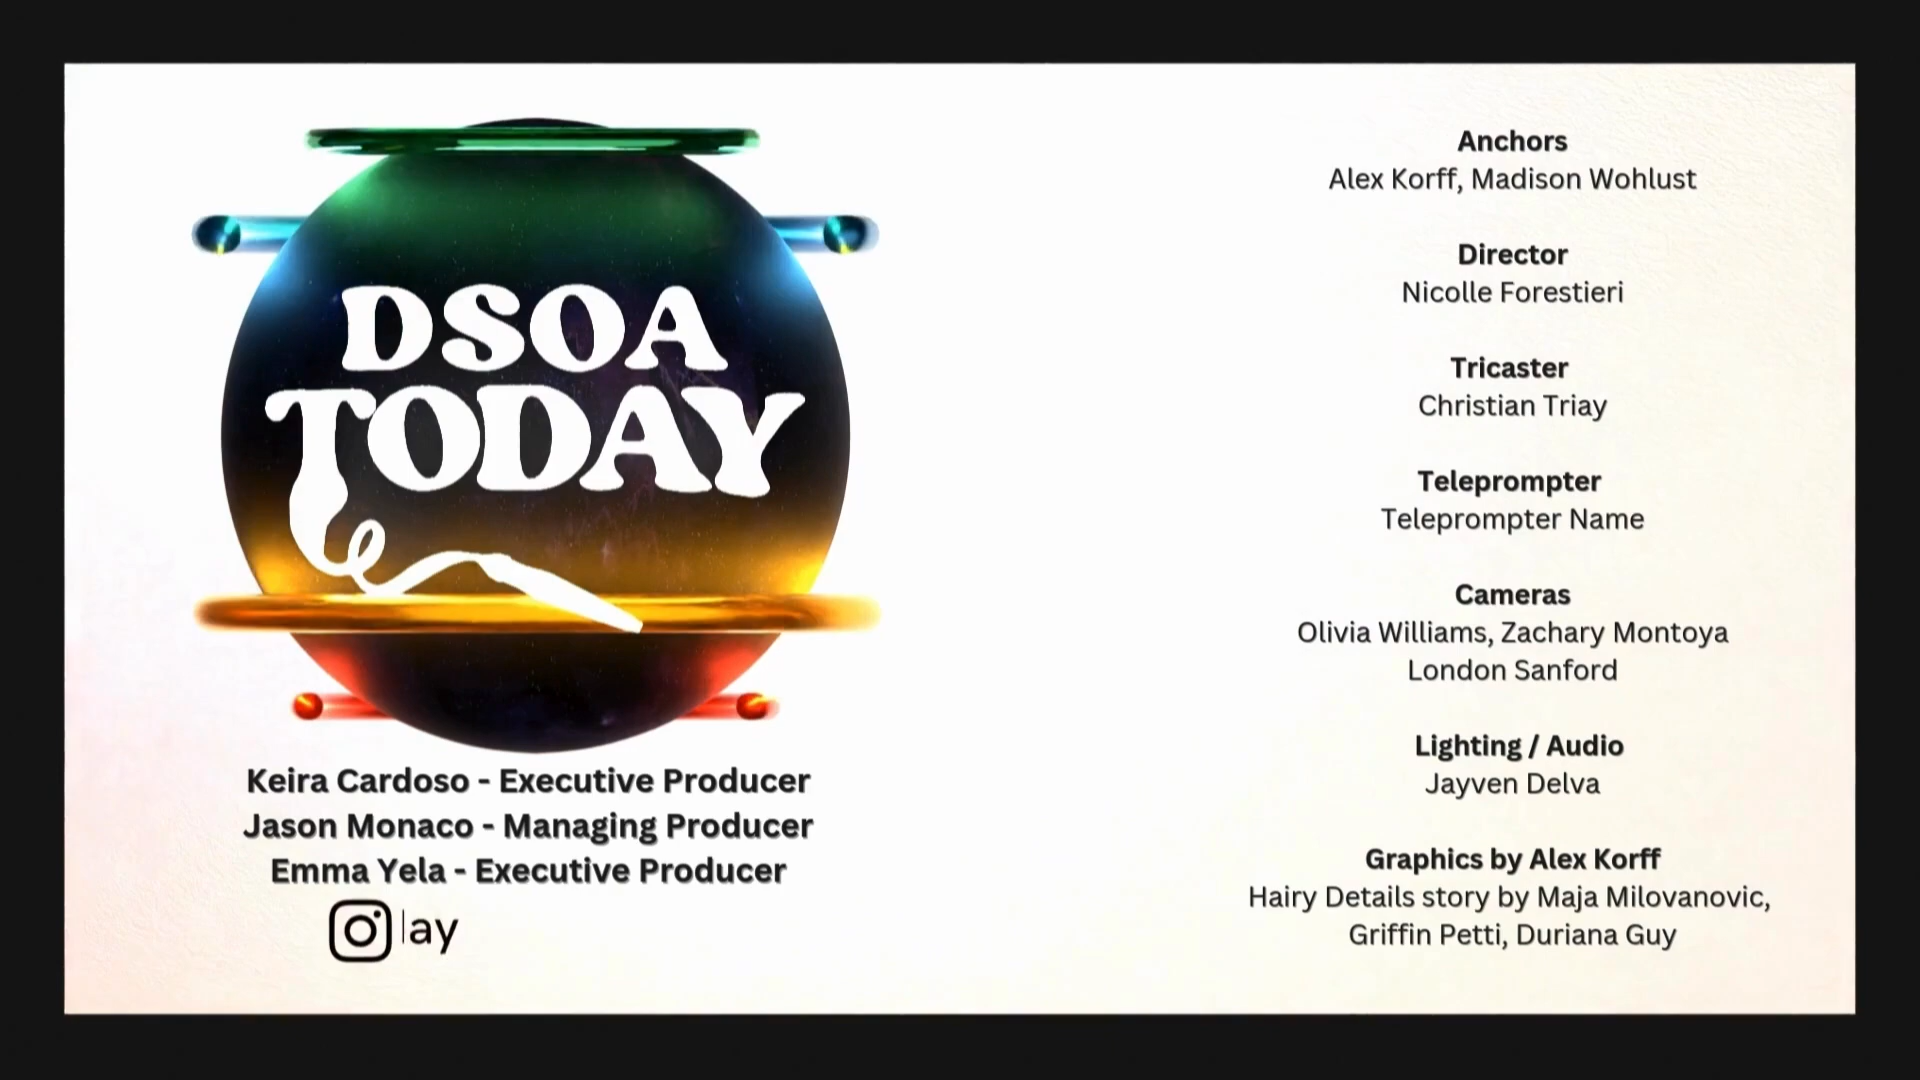 DSOA
TODAY
Keira Cardoso - Executive Producer
Jason Monaco - Managing Producer
Emma Yela - Executive Producer
ay
Anchors
Alex Korff, Madison Wohlust
Director
Nicolle Forestieri
Tricaster
Christian Triay
Teleprompter
Teleprompter Name
Cameras
Olivia Williams, Zachary Montoya
London Sanford
Lighting / Audio
Jayven Delva
Graphics by Alex Korff
Hairy Details story by Maja Milovanovic,
Griffin Petti, Duriana Guy